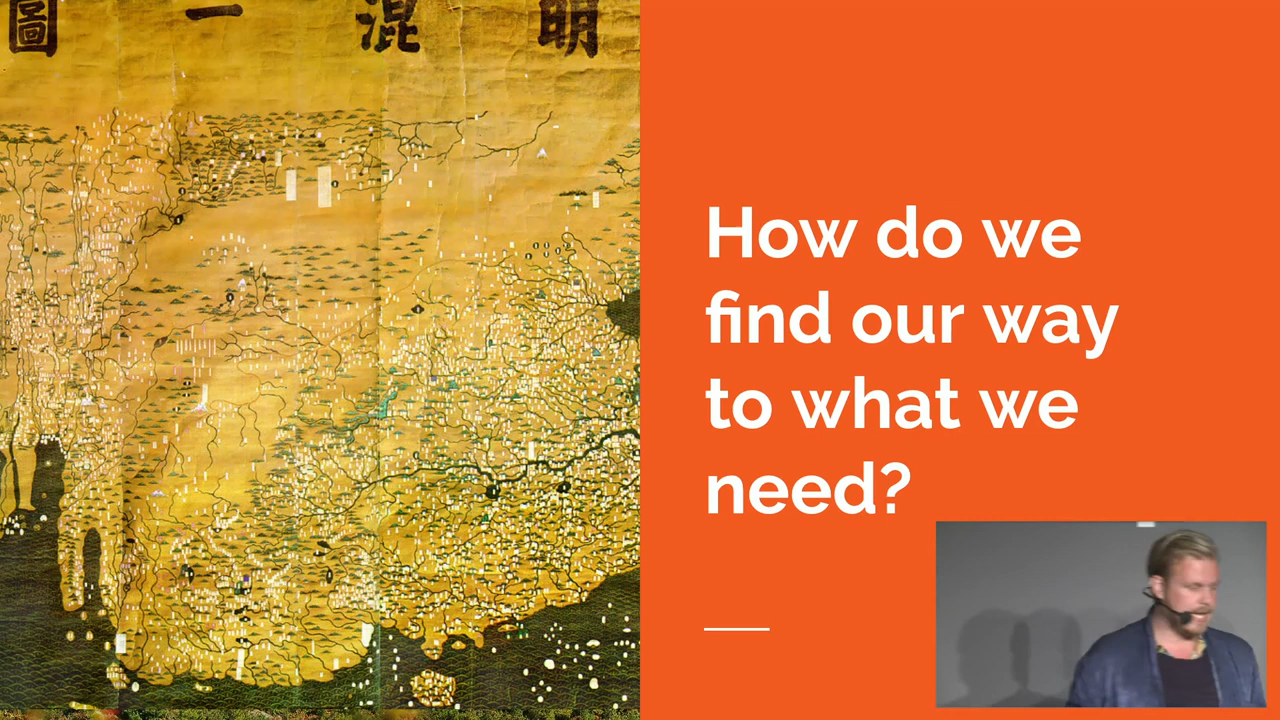 圖 一 混 明
How do we
find our way
to what we
need?